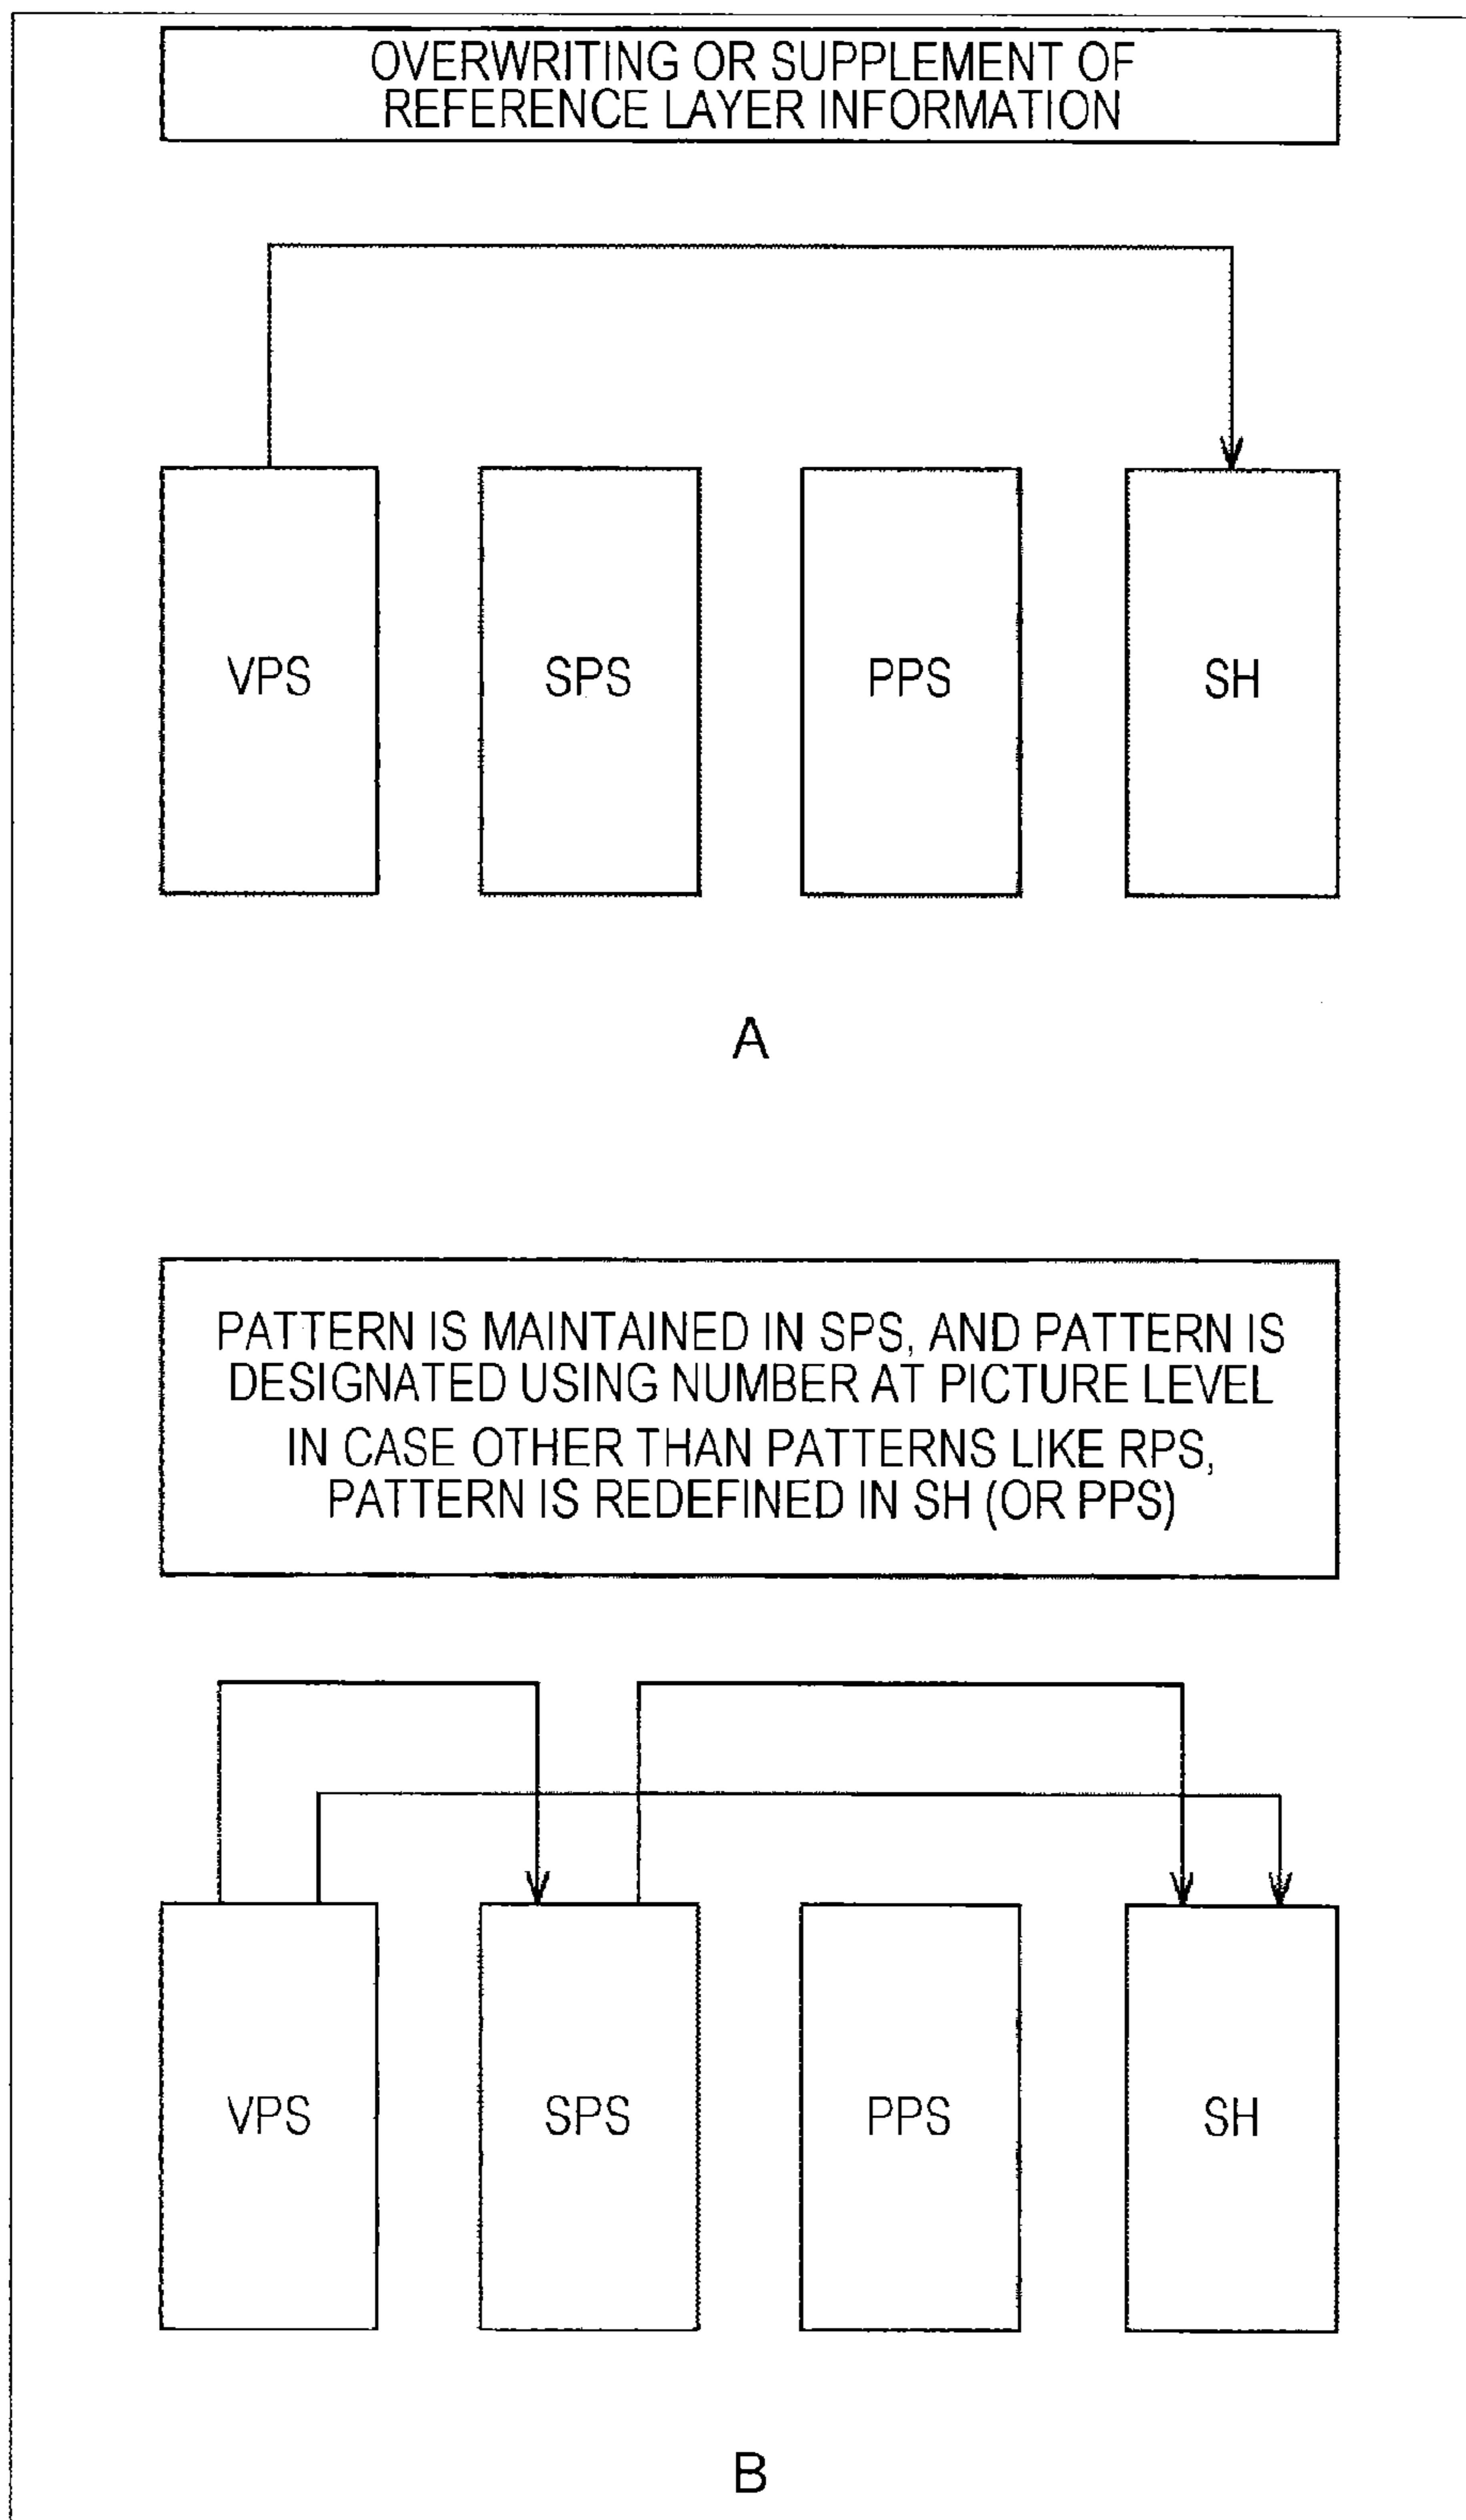 OVERWRITING OR SUPPLEMENT OF
REFERENCE LAYER INFORMATION
VPS
SPS
PPS
SH
A
PATTERN IS MAINTAINED IN SPS, AND PATTERN IS
DESIGNATED USING NUMBER AT PICTURE LEVEL
IN CASE OTHER THAN PATTERNS LIKE RPS,
PATTERN IS REDEFINED IN SH (OR PPS)
VPS
SPS
PPS
SH
B